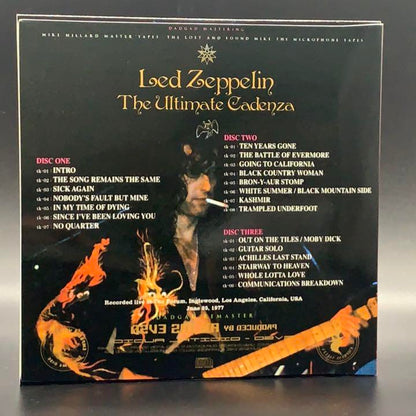 DADGAD MASTERING
MIKE MILLARD MASTER TAPES: THE LOST AND FOUND MIKE THE MICROPHONE TAPES
Led Zeppelin
The Ultimate Cadenza
DISC ONE
tk-01 INTRO
tk-02 THE SONG REMAINS THE SAME
tk-03 SICK AGAIN
tk-04 NOBODY'S FAULT BUT MINE
tk-05 IN MY TIME OF DYING
tk-06 SINCE I'VE BEEN LOVING YOU
tk-07 NO QUARTER
DISC TWO
tk-01 TEN YEARS GONE
tk-02 THE BATTLE OF EVERMORE
tk-03 GOING TO CALIFORNIA
tk-04 BLACK COUNTRY WOMAN
tk-05 BRON-Y-AUR STOMP
tk-06 WHITE SUMMER / BLACK MOUNTAIN SIDE
tk-07 KASHMIR
tk-08 TRAMPLED UNDERFOOT
DISC THREE
tk-01 OUT ON THE TILES / MOBY DICK
tk-02 GUITAR SOLO
tk-03 ACHILLES LAST STAND
tk-04 STAIRWAY TO HEAVEN
tk-05 WHOLE LOTTA LOVE
tk-06 COMMUNICATIONS BREAKDOWN
Recorded live at The Forum, Inglewood, Los Angeles, California, USA
June 25, 1977
DADGAD REMASTER
PRODUCED BY